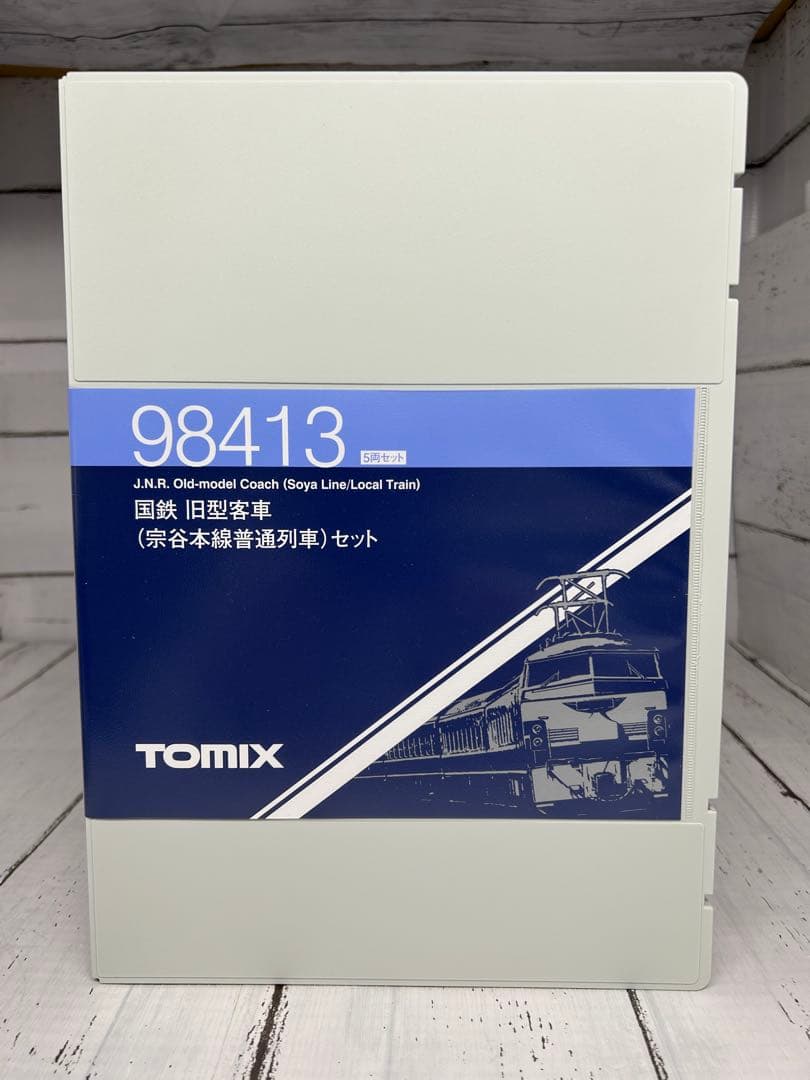 98413 5両セット
J.N.R. Old-model Coach (Soya Line/Local Train)
国鉄 旧型客車
(宗谷本線普通列車)セット
TOMIX